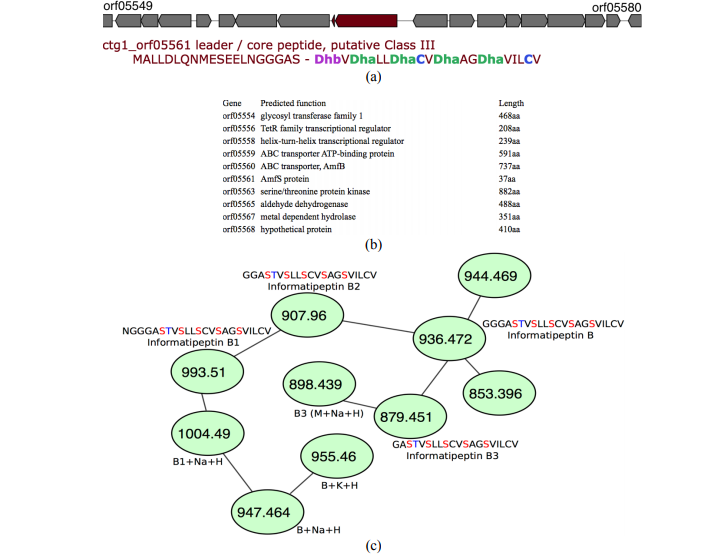 orf05549
orf05580
ctg1_orf05561 leader / core peptide, putative Class III
MALLDLQNMESEELNGGGAS - DhbVDhaLLDhaCVDhaAGDhaVILCV
(a)
Gene Predicted function Length
orf05554 glycosyl transferase family 1 468aa
orf05556 TetR family transcriptional regulator 208aa
orf05558 helix-turn-helix transcriptional regulator 239aa
orf05559 ABC transporter ATP-binding protein 591aa
orf05560 ABC transporter, AmfB 737aa
orf05561 AmfS protein 37aa
orf05563 serine/threonine protein kinase 882aa
orf05565 aldehyde dehydrogenase 488aa
orf05567 metal dependent hydrolase 351aa
orf05568 hypothetical protein 410aa
(b)
944.469
GGASTVSLLSCVSAGSVILCV
Informatipeptin B2
907.96
GGGASTVSLLSCVSAGSVILCV
Informatipeptin B
936.472
NGGGASTVSLLSCVSAGSVILCV
Informatipeptin B1
993.51
898.439
B3 (M+Na+H)
853.396
879.451
GASTVSLLSCVSAGSVILCV
Informatipeptin B3
1004.49
B1+Na+H
955.46
B+K+H
947.464
B+Na+H
(c)